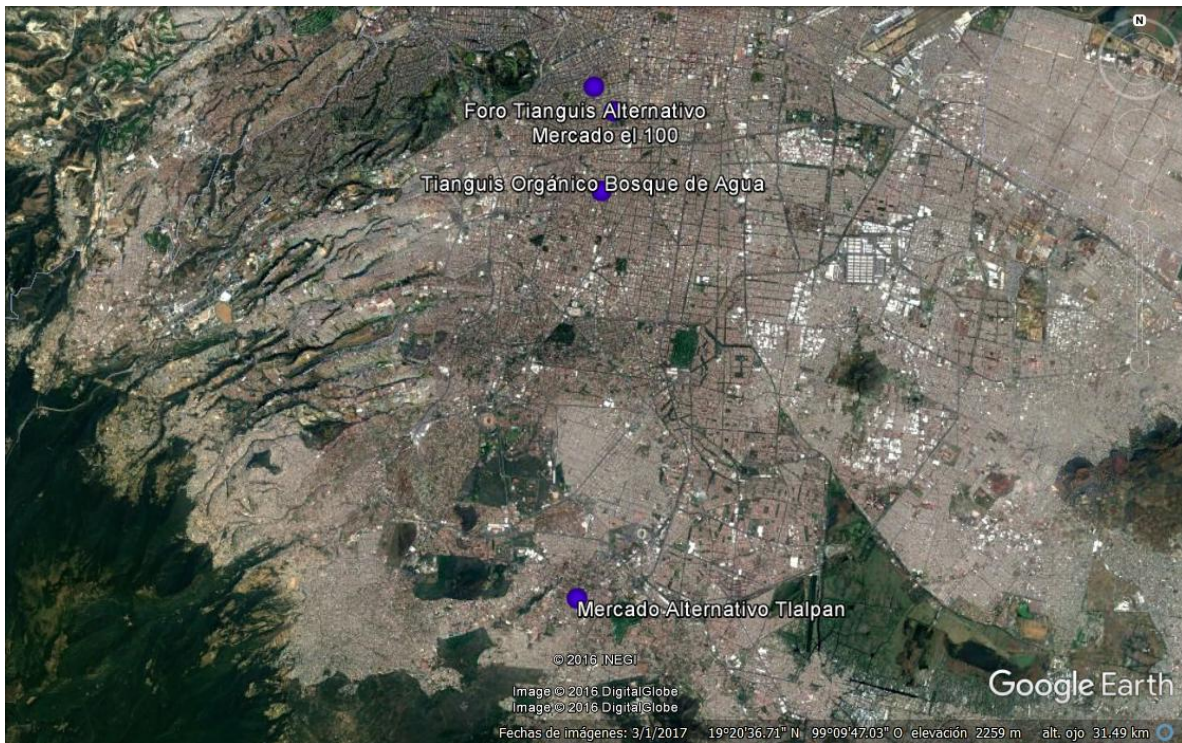 N
Foro Tianguis Alternativo
Mercado el 100
Tianguis Orgánico Bosque de Agua
Mercado Alternativo Tlalpan
© 2016 INEGI
Image © 2016 DigitalGlobe
Image © 2016 DigitalGlobe
Google Earth
Fechas de imágenes: 3/1/2017 19°20'36.71" N 99°09'47.03" O elevación 2259 m alt. ojo 31.49 km